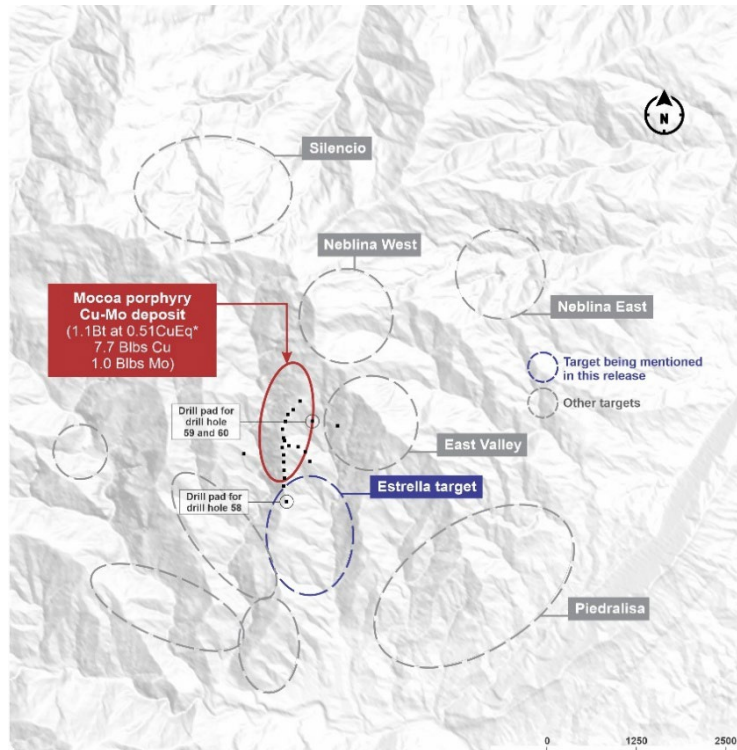 Silencio
N
Neblina West
Neblina East
Mocoa porphyry
Cu-Mo deposit
(1.1Bt at 0.51CuEq*
7.7 Blbs Cu
1.0 Blbs Mo)
Target being mentioned
in this release
Other targets
Drill pad for
drill hole
59 and 60
East Valley
Estrella target
Drill pad for
drill hole 58
Piedralisa
0 1250 2500